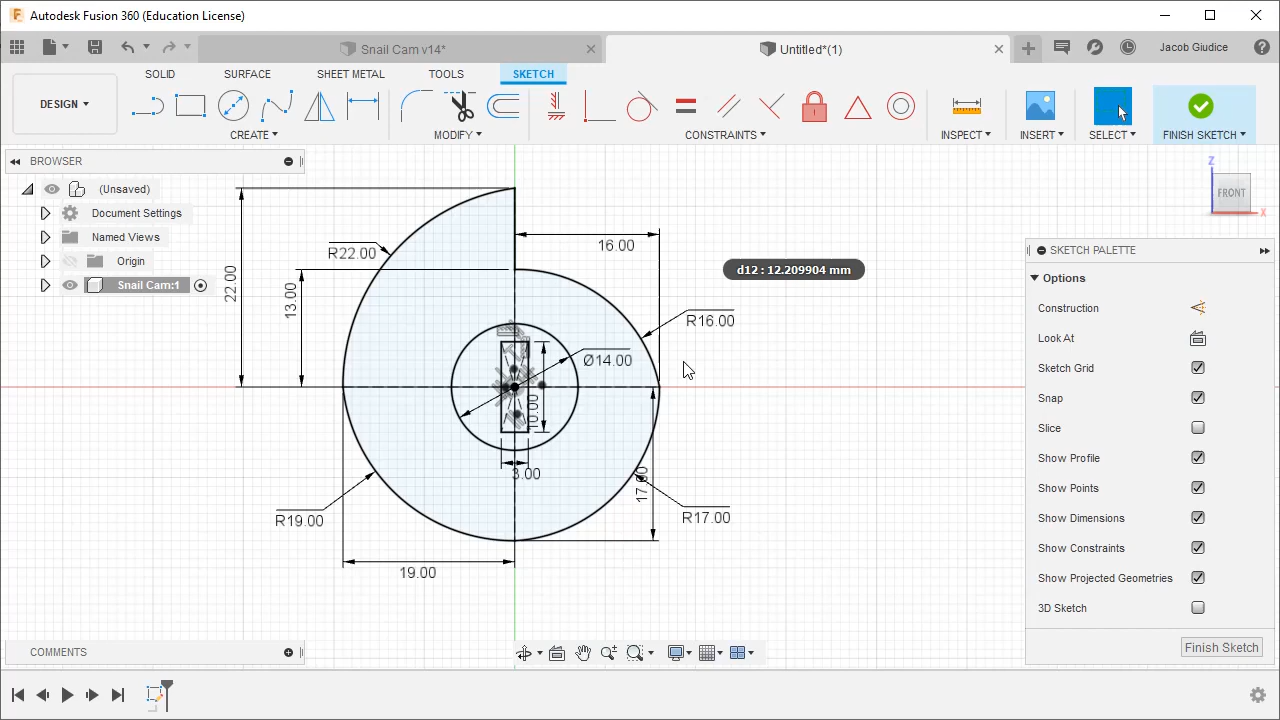 Autodesk Fusion 360 (Education License)
Snail Cam v14*
Untitled*(1)
Jacob Giudice
DESIGN
SOLID SURFACE SHEET METAL TOOLS SKETCH
CREATE MODIFY CONSTRAINTS INSPECT INSERT SELECT FINISH SKETCH
BROWSER
(Unsaved)
Document Settings
Named Views
Origin
Snail Cam:1
22.00
13.00
R22.00
16.00
d12 : 12.209904 mm
R16.00
Ø14.00
10.00
3.00
17.00
R17.00
R19.00
19.00
Z
FRONT
X
SKETCH PALETTE
Options
Construction
Look At
Sketch Grid
Snap
Slice
Show Profile
Show Points
Show Dimensions
Show Constraints
Show Projected Geometries
3D Sketch
Finish Sketch
COMMENTS